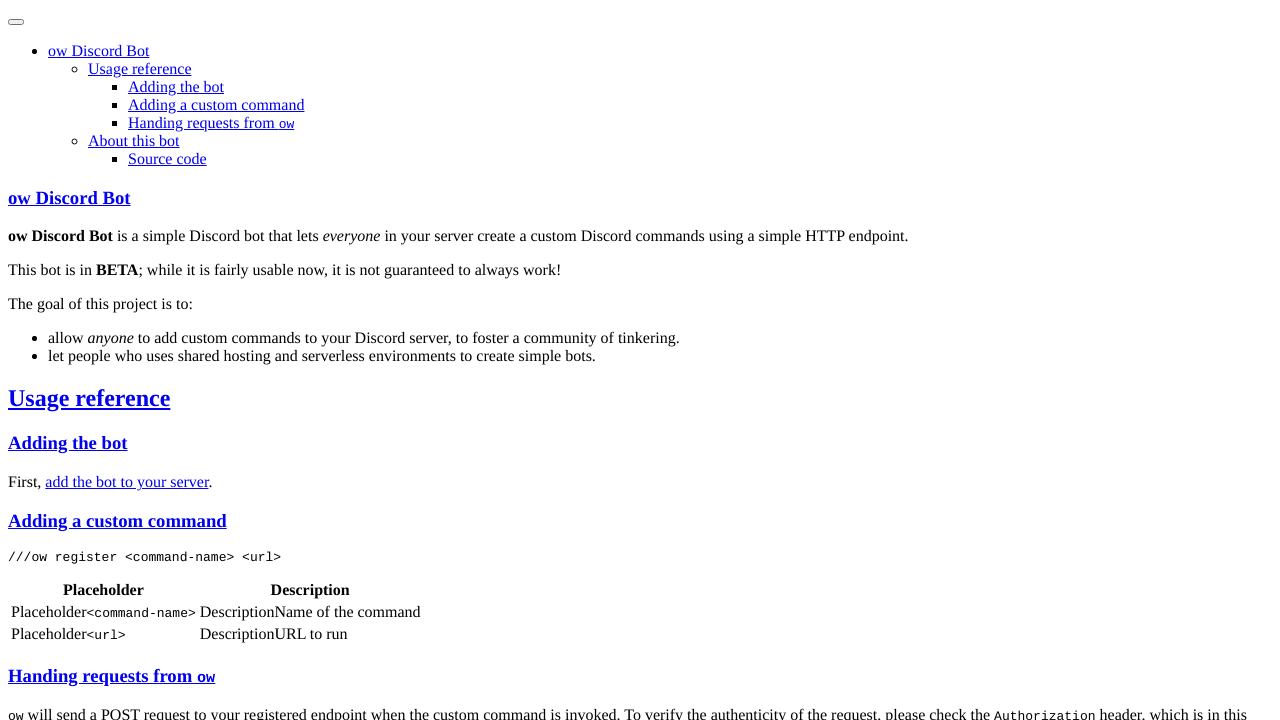 ow Discord Bot
Usage reference
Adding the bot
Adding a custom command
Handing requests from ow
About this bot
Source code
ow Discord Bot
ow Discord Bot is a simple Discord bot that lets everyone in your server create a custom Discord commands using a simple HTTP endpoint.
This bot is in BETA; while it is fairly usable now, it is not guaranteed to always work!
The goal of this project is to:
allow anyone to add custom commands to your Discord server, to foster a community of tinkering.
let people who uses shared hosting and serverless environments to create simple bots.
Usage reference
Adding the bot
First, add the bot to your server.
Adding a custom command
///ow register <command-name> <url>
Placeholder Description
Placeholder<command-name> DescriptionName of the command
Placeholder<url> DescriptionURL to run
Handing requests from ow
ow will send a POST request to your registered endpoint when the custom command is invoked. To verify the authenticity of the request, please check the Authorization header, which is in this